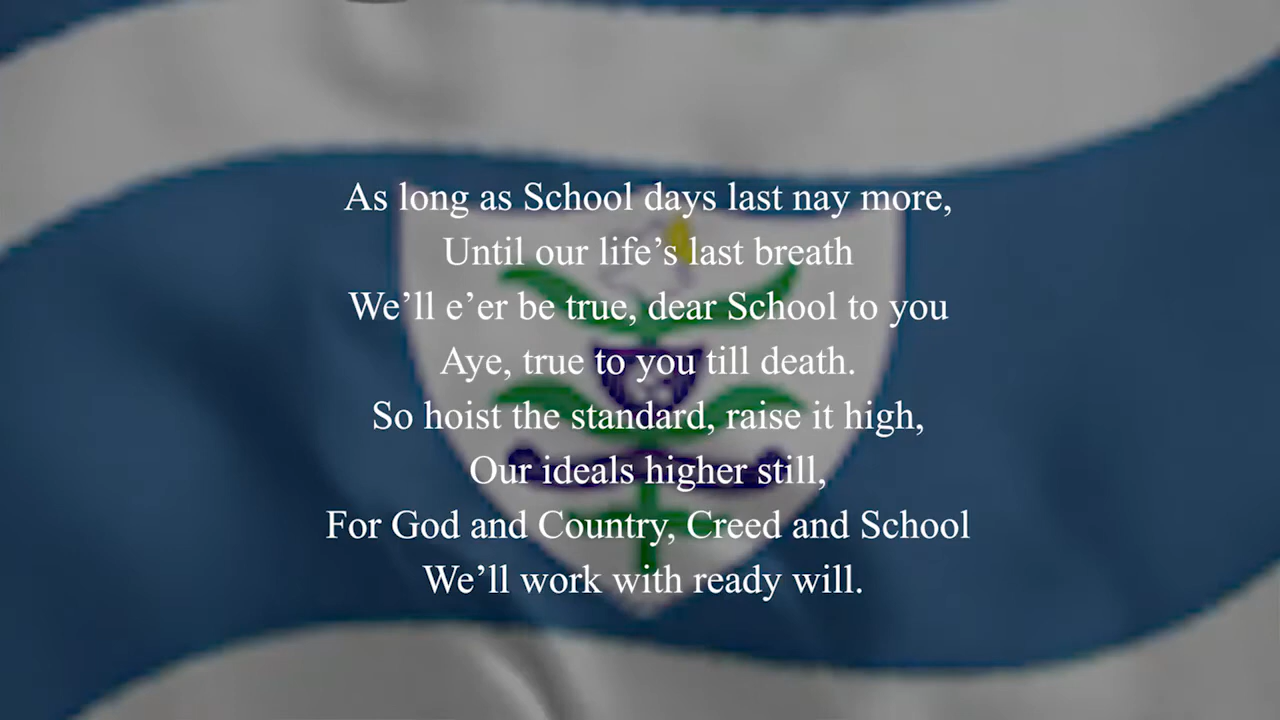 As long as School days last nay more,
Until our life’s last breath
We’ll e’er be true, dear School to you
Aye, true to you till death.
So hoist the standard, raise it high,
Our ideals higher still,
For God and Country, Creed and School
We’ll work with ready will.